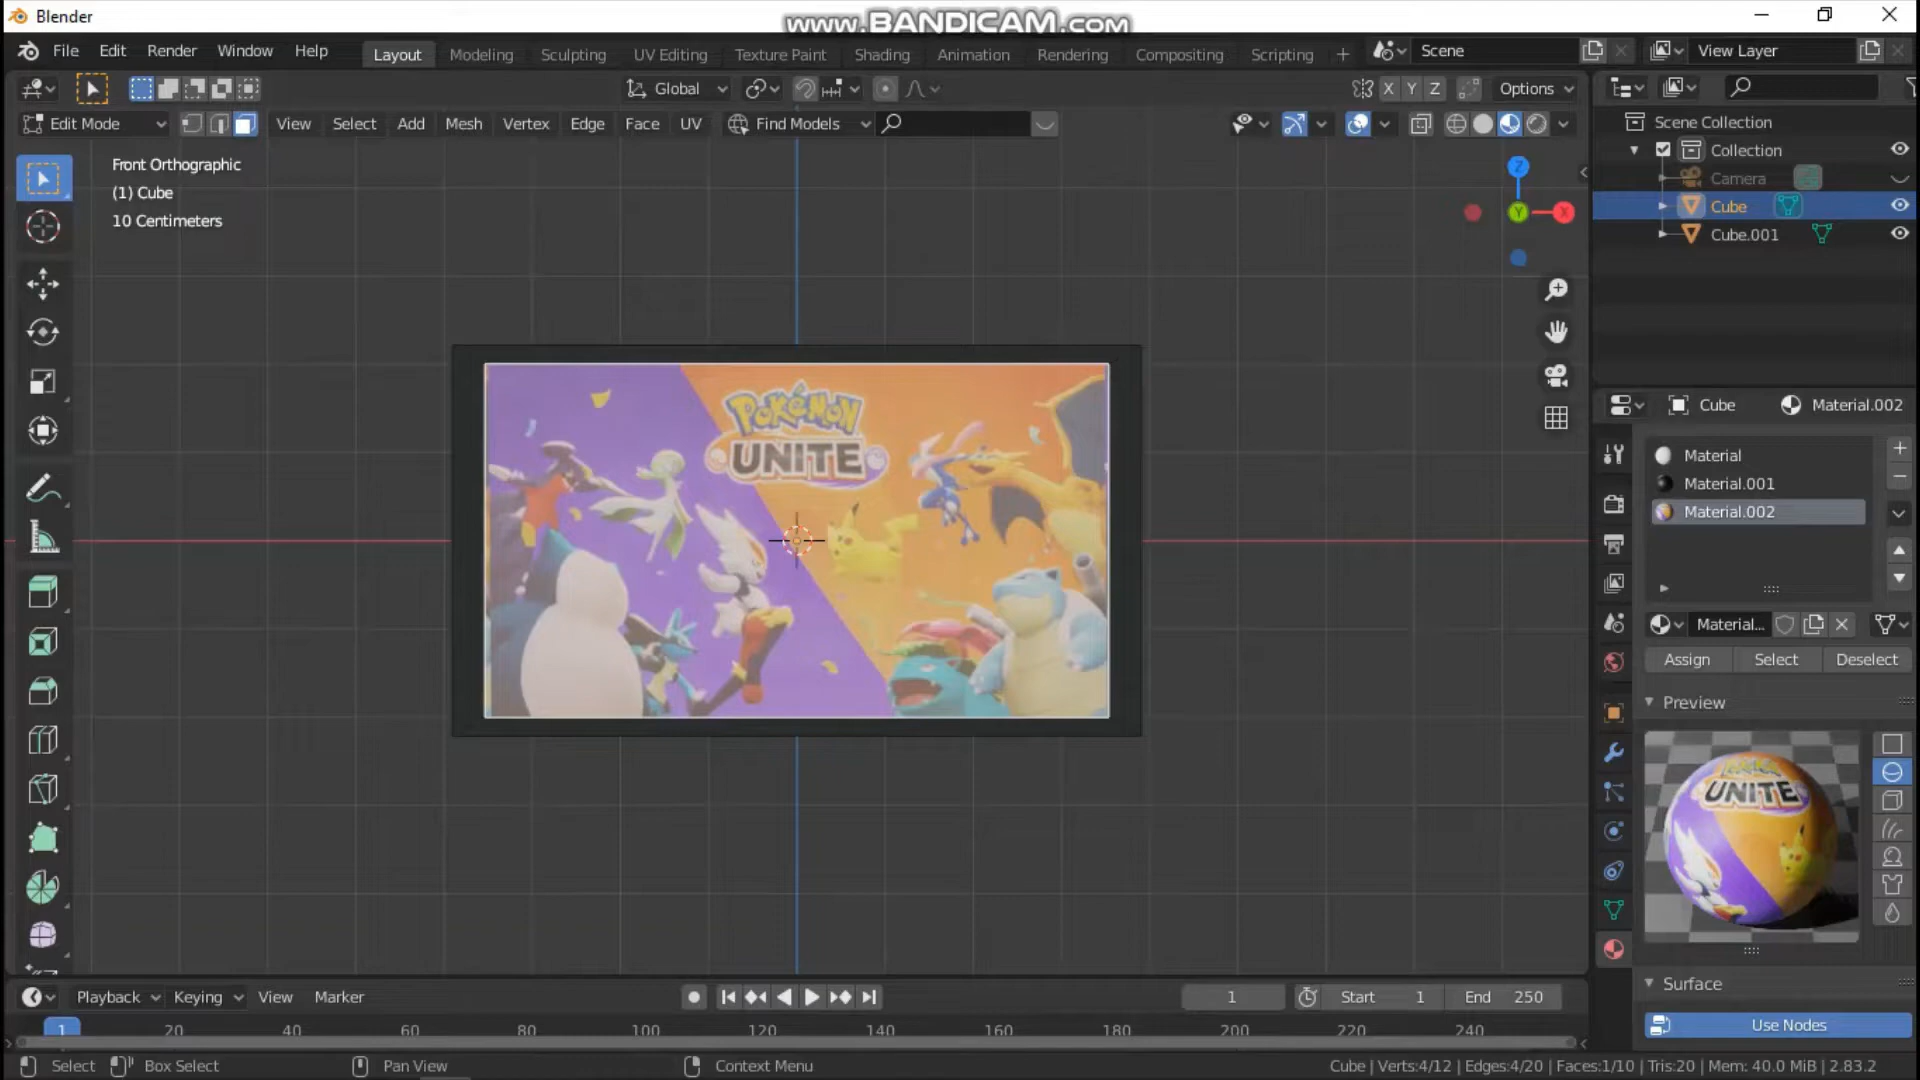 Blender
www.BANDICAM.com
File Edit Render Window Help
Layout Modeling Sculpting UV Editing Texture Paint Shading Animation Rendering Compositing Scripting +
Scene
View Layer
Global
X Y Z
Options
Edit Mode
View Select Add Mesh Vertex Edge Face UV
Find Models
Front Orthographic
(1) Cube
10 Centimeters
Z
Y
X
POKéMON
UNITE
Scene Collection
Collection
Camera
Cube
Cube.001
Cube
Material.002
Material
Material.001
Material.002
Material...
Assign Select Deselect
Preview
UNITE
Surface
Use Nodes
Playback Keying View Marker
1
Start 1
End 250
1 20 40 60 80 100 120 140 160 180 200 220 240
Select Box Select Pan View Context Menu
Cube | Verts:4/12 | Edges:4/20 | Faces:1/10 | Tris:20 | Mem: 40.0 MiB | 2.83.2